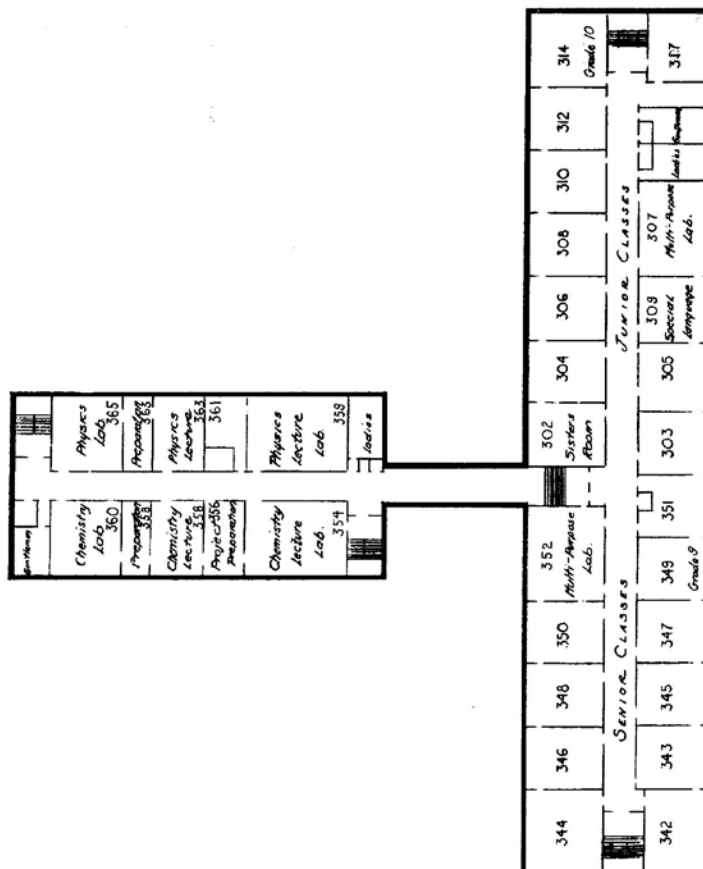 314
Grade 10
317
312
Gentlemen
Ladies
310
JUNIOR CLASSES
307
Multi-Purpose
Lab.
308
309
Special
Language
306
304
305
302
Sisters
Room
303
Physics
Lab
365
Preparation
363
Physics
Lecture
363
361
Physics
Lecture
Lab.
359
Ladies
Gentlemen
Chemistry
Lab
360
Preparation
358
Chemistry
Lecture
358
Project
356
Preparation
Chemistry
Lecture
Lab.
354
351
352
Multi-Purpose
Lab.
349
Grade 9
SENIOR CLASSES
350
347
348
345
346
343
344
342